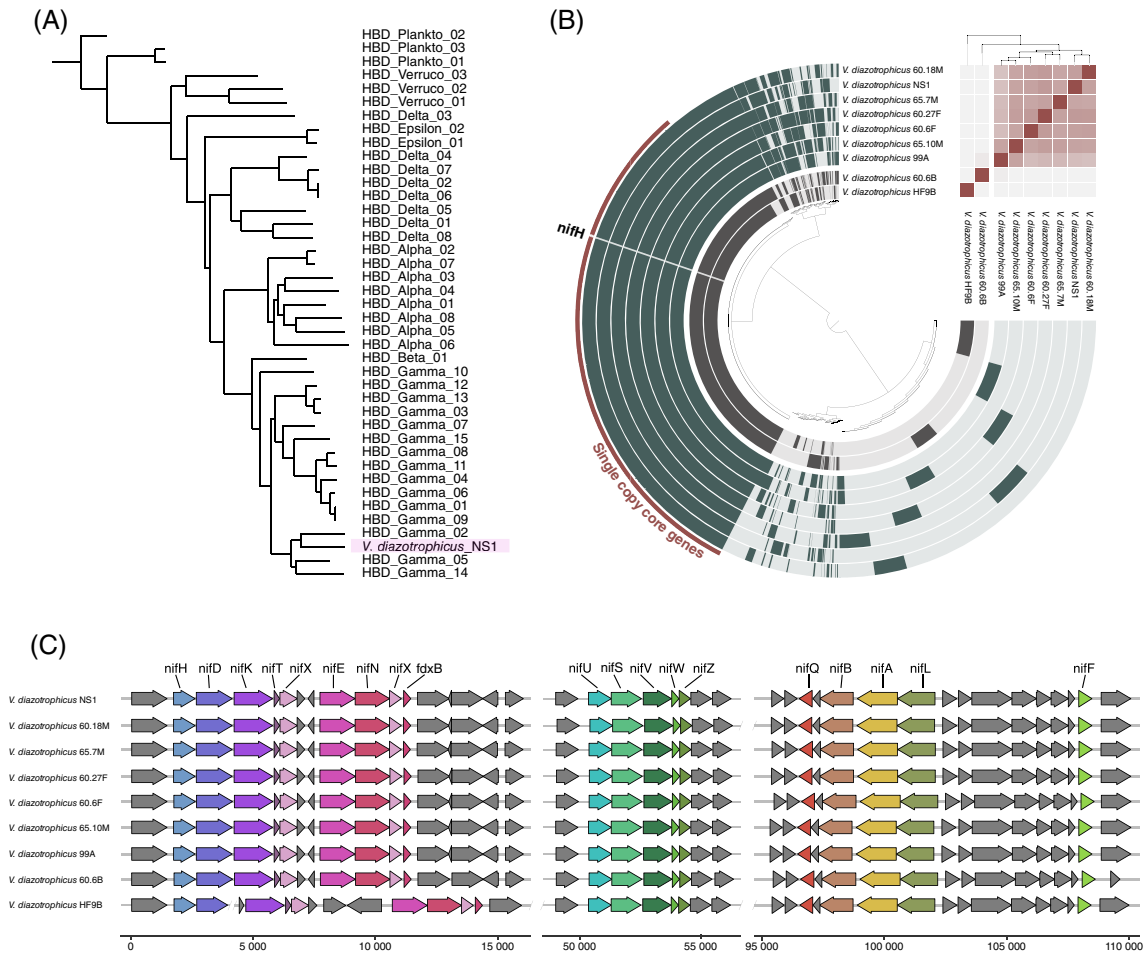 (A)
HBD_Plankto_02
HBD_Plankto_03
HBD_Plankto_01
HBD_Verruco_03
HBD_Verruco_02
HBD_Verruco_01
HBD_Delta_03
HBD_Epsilon_02
HBD_Epsilon_01
HBD_Delta_04
HBD_Delta_07
HBD_Delta_02
HBD_Delta_06
HBD_Delta_05
HBD_Delta_01
HBD_Delta_08
HBD_Alpha_02
HBD_Alpha_07
HBD_Alpha_03
HBD_Alpha_04
HBD_Alpha_01
HBD_Alpha_08
HBD_Alpha_05
HBD_Alpha_06
HBD_Beta_01
HBD_Gamma_10
HBD_Gamma_12
HBD_Gamma_13
HBD_Gamma_03
HBD_Gamma_07
HBD_Gamma_15
HBD_Gamma_08
HBD_Gamma_11
HBD_Gamma_04
HBD_Gamma_06
HBD_Gamma_01
HBD_Gamma_09
HBD_Gamma_02
V. diazotrophicus_NS1
HBD_Gamma_05
HBD_Gamma_14
(B)
V. diazotrophicus 60.18M
V. diazotrophicus NS1
V. diazotrophicus 65.7M
V. diazotrophicus 60.27F
V. diazotrophicus 60.6F
V. diazotrophicus 65.10M
V. diazotrophicus 99A
V. diazotrophicus 60.6B
V. diazotrophicus HF9B
V. diazotrophicus HF9B
V. diazotrophicus 60.6B
V. diazotrophicus 99A
V. diazotrophicus 65.10M
V. diazotrophicus 60.6F
V. diazotrophicus 60.27F
V. diazotrophicus 65.7M
V. diazotrophicus NS1
V. diazotrophicus 60.18M
nifH
Single copy core genes
(C)
nifH nifD nifK nifT nifX nifE nifN nifX fdxB nifU nifS nifV nifW nifZ nifQ nifB nifA nifL nifF
V. diazotrophicus NS1
V. diazotrophicus 60.18M
V. diazotrophicus 65.7M
V. diazotrophicus 60.27F
V. diazotrophicus 60.6F
V. diazotrophicus 65.10M
V. diazotrophicus 99A
V. diazotrophicus 60.6B
V. diazotrophicus HF9B
0 5 000 10 000 15 000 50 000 55 000 95 000 100 000 105 000 110 000